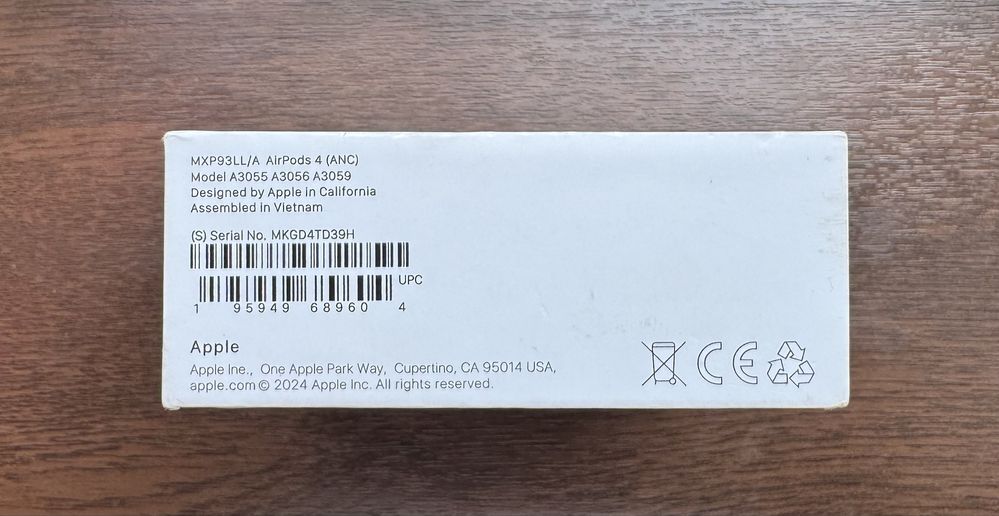 MXP93LL/A AirPods 4 (ANC)
Model A3055 A3056 A3059
Designed by Apple in California
Assembled in Vietnam
(S) Serial No. MKGD4TD39H
UPC
1 95949 68960 4
Apple
Apple Ine., One Apple Park Way, Cupertino, CA 95014 USA,
apple.com © 2024 Apple Inc. All rights reserved.
CE